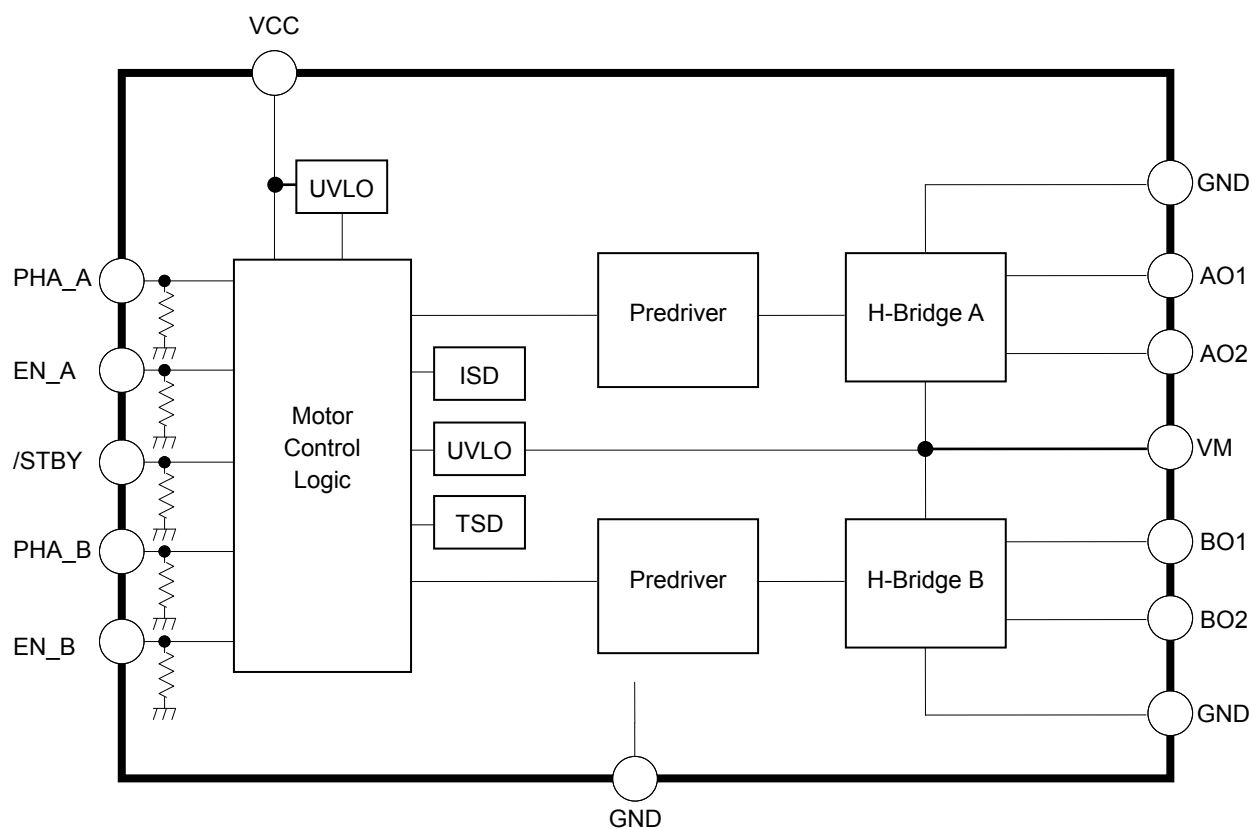 VCC
UVLO
GND
PHA_A
AO1
Predriver
H-Bridge A
AO2
EN_A
ISD
Motor
Control
Logic
UVLO
VM
/STBY
TSD
PHA_B
BO1
Predriver
H-Bridge B
BO2
EN_B
GND
GND